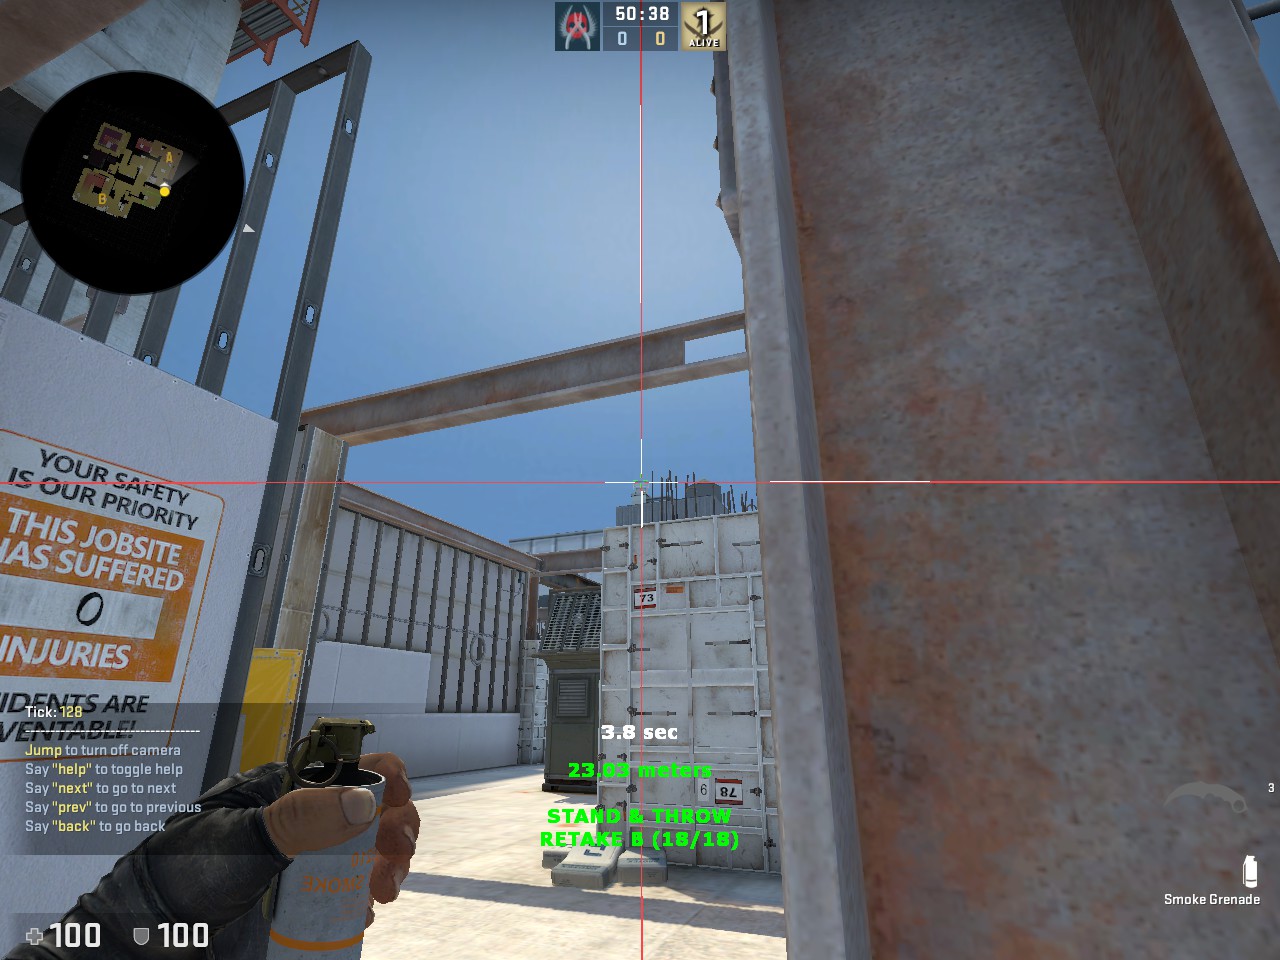 50:38
0 0
1
ALIVE
A
B
YOUR SAFETY
IS OUR PRIORITY
THIS JOBSITE
HAS SUFFERED
0
INJURIES
IDENTS ARE
VENTABLE!
Tick: 128
Jump to turn off camera
Say "help" to toggle help
Say "next" to go to next
Say "prev" to go to previous
Say "back" to go back
73
3.8 sec
23.03 meters
9 78
STAND & THROW
RETAKE B (18/18)
3
Smoke Grenade
100 100